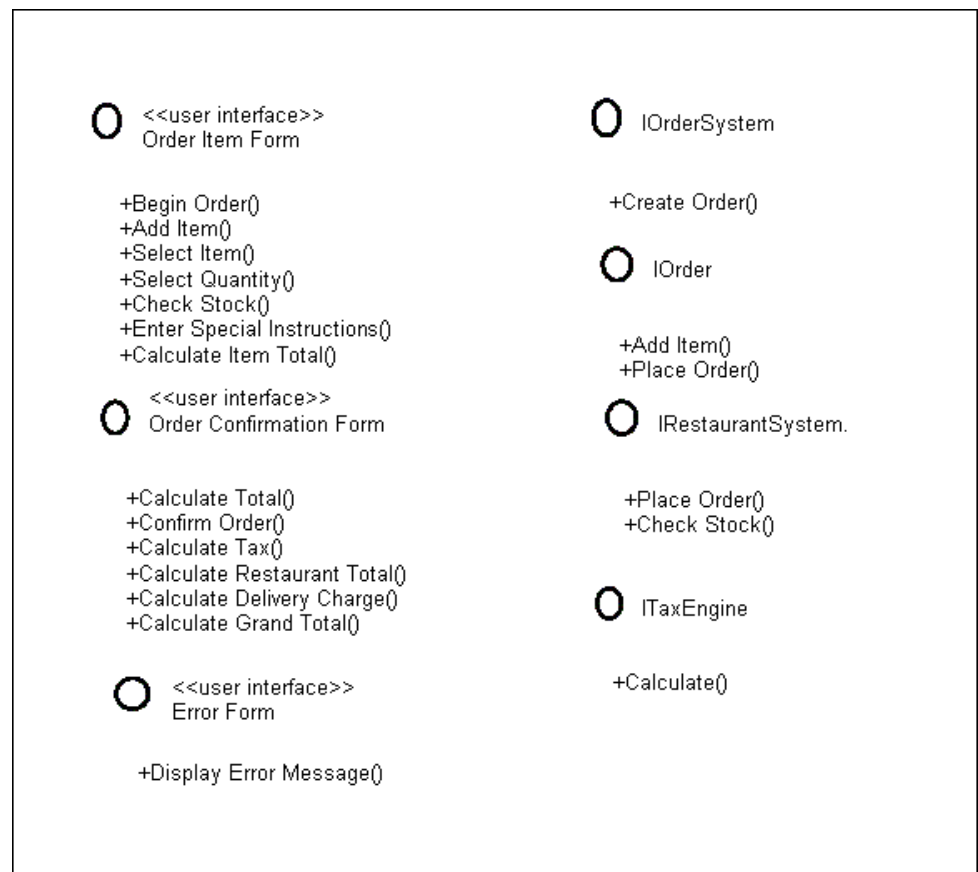 <<user interface>>
Order Item Form
+Begin Order()
+Add Item()
+Select Item()
+Select Quantity()
+Check Stock()
+Enter Special Instructions()
+Calculate Item Total()
<<user interface>>
Order Confirmation Form
+Calculate Total()
+Confirm Order()
+Calculate Tax()
+Calculate Restaurant Total()
+Calculate Delivery Charge()
+Calculate Grand Total()
<<user interface>>
Error Form
+Display Error Message()
IOrderSystem
+Create Order()
IOrder
+Add Item()
+Place Order()
IRestaurantSystem.
+Place Order()
+Check Stock()
ITaxEngine
+Calculate()